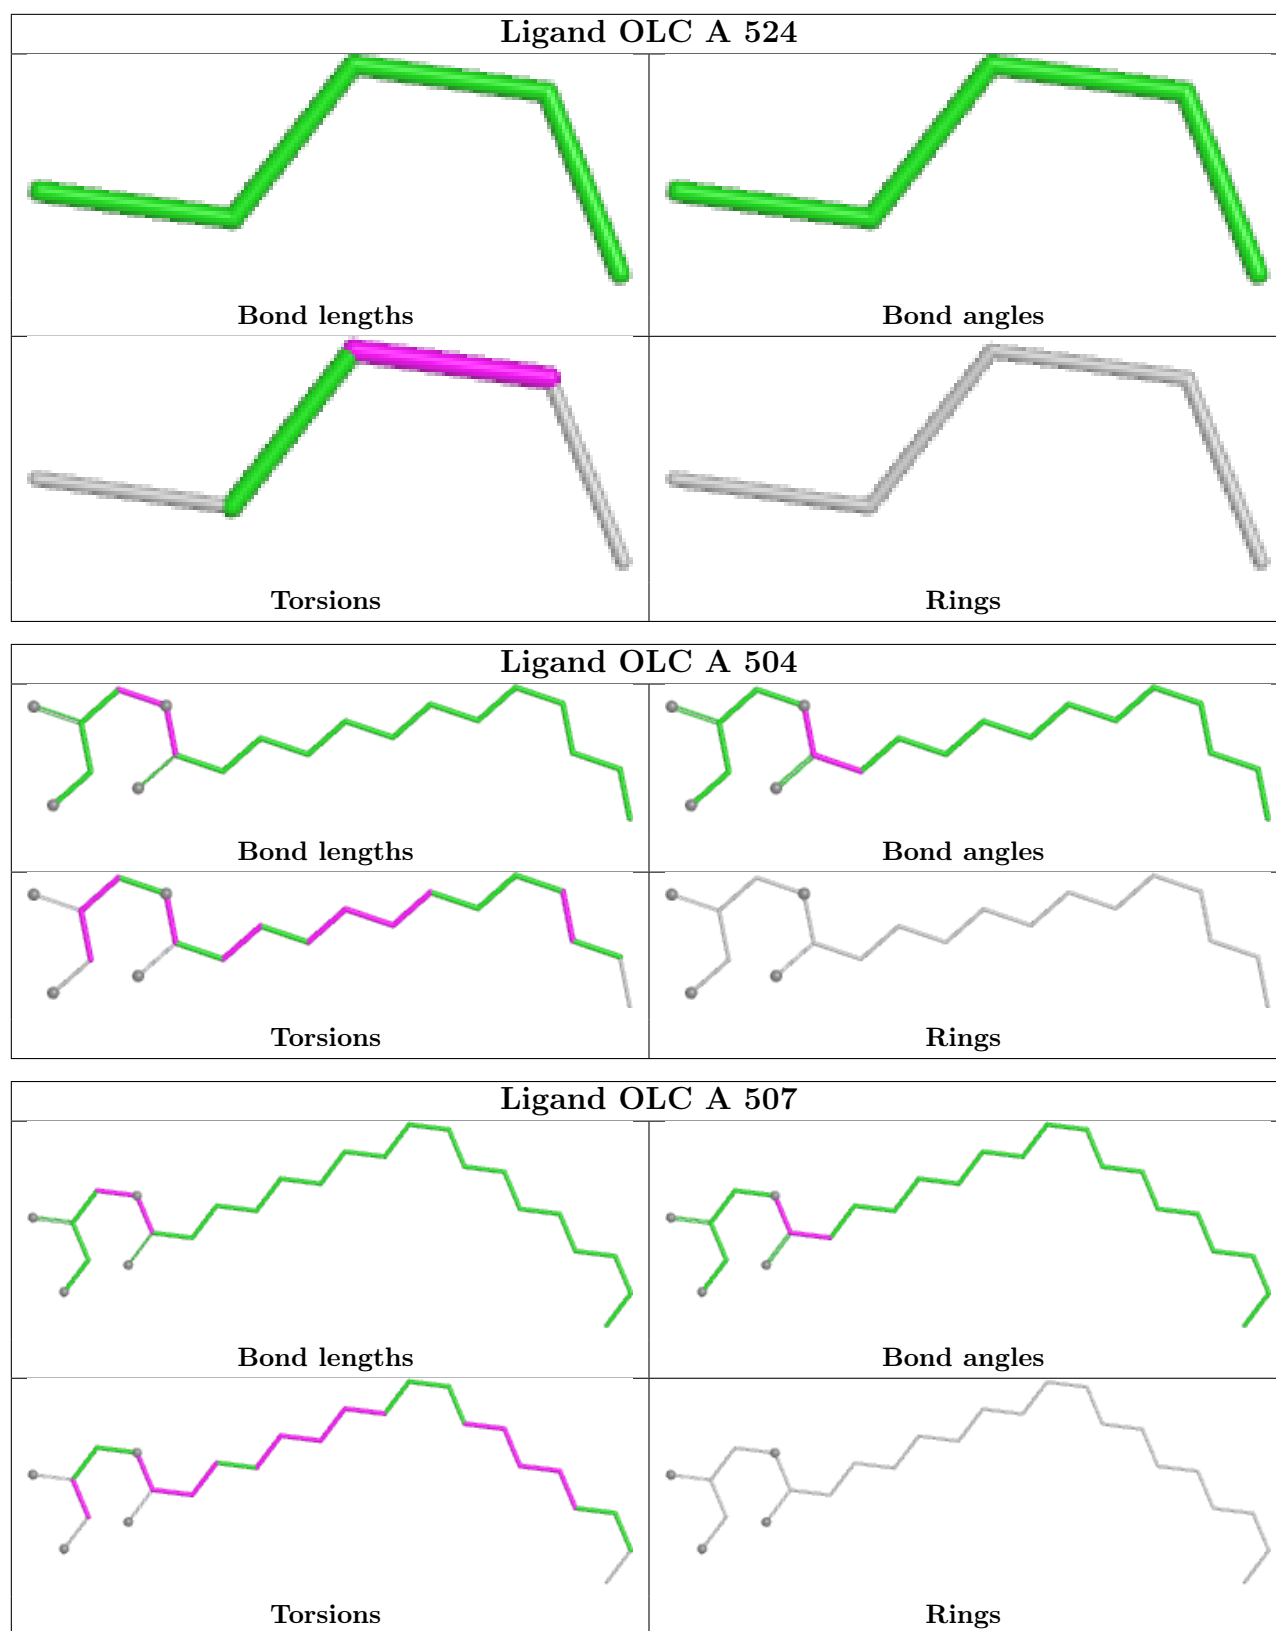 Ligand OLC A 524
Bond lengths
Bond angles
Torsions
Rings
Ligand OLC A 504
Bond lengths
Bond angles
Torsions
Rings
Ligand OLC A 507
Bond lengths
Bond angles
Torsions
Rings